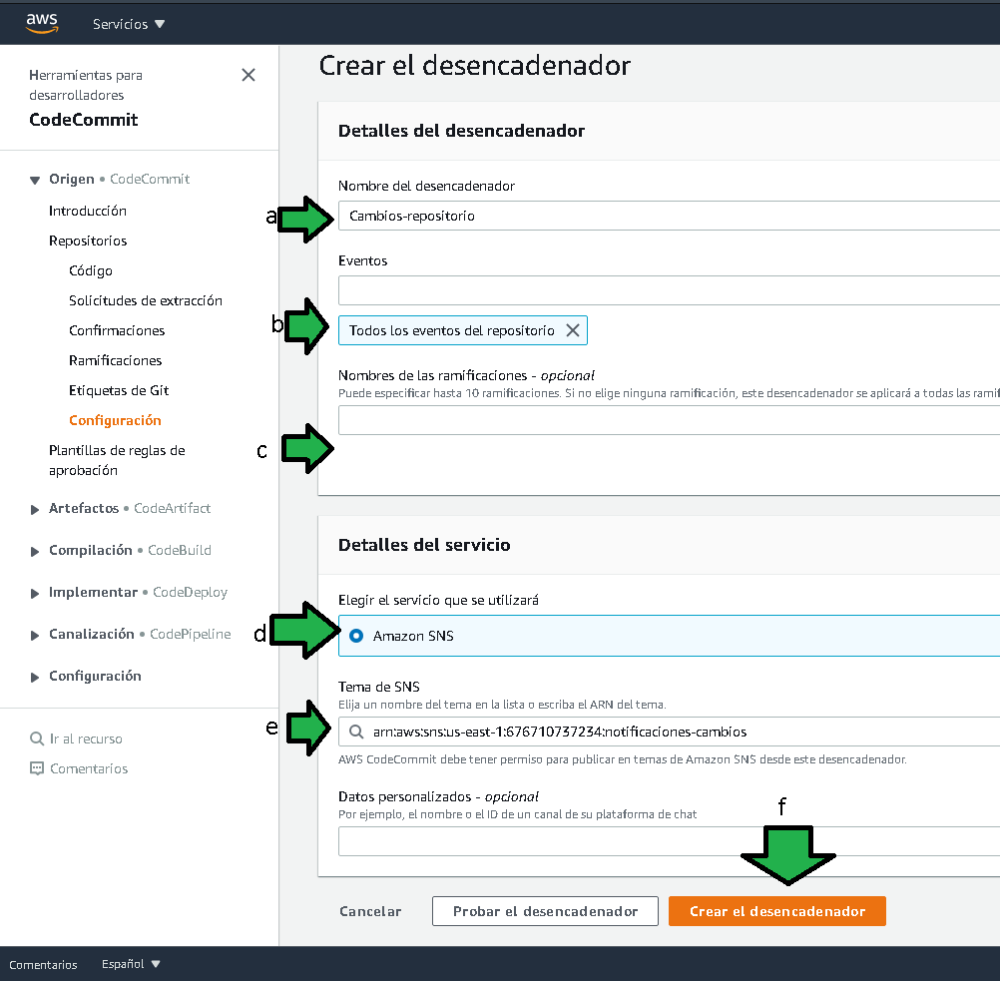 aws
Servicios
Herramientas para
desarrolladores
CodeCommit
Origen • CodeCommit
Introducción
Repositorios
Código
Solicitudes de extracción
Confirmaciones
Ramificaciones
Etiquetas de Git
Configuración
Plantillas de reglas de
aprobación
Artefactos • CodeArtifact
Compilación • CodeBuild
Implementar • CodeDeploy
Canalización • CodePipeline
Configuración
Ir al recurso
Comentarios
Crear el desencadenador
Detalles del desencadenador
Nombre del desencadenador
a
Cambios-repositorio
Eventos
b
Todos los eventos del repositorio
Nombres de las ramificaciones - opcional
Puede especificar hasta 10 ramificaciones. Si no elige ninguna ramificación, este desencadenador se aplicará a todas las ramif
c
Detalles del servicio
Elegir el servicio que se utilizará
d
Amazon SNS
Tema de SNS
Elija un nombre del tema en la lista o escriba el ARN del tema.
e
arn:aws:sns:us-east-1:676710737234:notificaciones-cambios
AWS CodeCommit debe tener permiso para publicar en temas de Amazon SNS desde este desencadenador.
Datos personalizados - opcional
Por ejemplo, el nombre o el ID de un canal de su plataforma de chat
f
Cancelar
Probar el desencadenador
Crear el desencadenador
Comentarios
Español